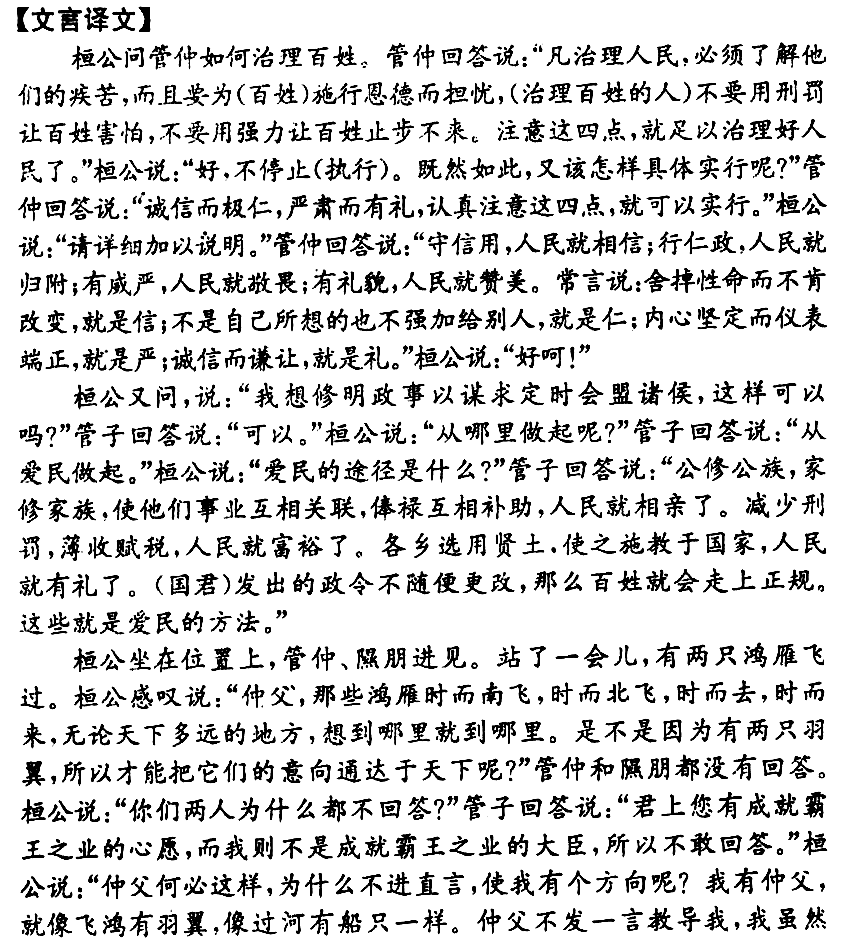 【文言译文】
桓公问管仲如何治理百姓。管仲回答说:“凡治理人民,必须了解他
们的疾苦,而且要为(百姓)施行恩德而担忧,(治理百姓的人)不要用刑罚
让百姓害怕,不要用强力让百姓止步不来。注意这四点,就足以治理好人
民了。”桓公说:“好,不停止(执行)。既然如此,又该怎样具体实行呢?”管
仲回答说:“诚信而极仁,严肃而有礼,认真注意这四点,就可以实行。”桓公
说:“请详细加以说明。”管仲回答说:“守信用,人民就相信;行仁政,人民就
归附;有威严,人民就敬畏;有礼貌,人民就赞美。常言说:舍掉性命而不肯
改变,就是信;不是自己所想的也不强加给别人,就是仁;内心坚定而仪表
端正,就是严;诚信而谦让,就是礼。”桓公说:“好呵!”
桓公又问,说:“我想修明政事以谋求定时会盟诸侯,这样可以
吗?”管子回答说:“可以。”桓公说:“从哪里做起呢?”管子回答说:“从
爱民做起。”桓公说:“爱民的途径是什么?”管子回答说:“公修公族,家
修家族,使他们事业互相关联,俸禄互相补助,人民就相亲了。减少刑
罚,薄收赋税,人民就富裕了。各乡选用贤士,使之施教于国家,人民
就有礼了。(国君)发出的政令不随便更改,那么百姓就会走上正规。
这些就是爱民的方法。”
桓公坐在位置上,管仲、隰朋进见。站了一会儿,有两只鸿雁飞
过。桓公感叹说:“仲父,那些鸿雁时而南飞,时而北飞,时而去,时而
来,无论天下多远的地方,想到哪里就到哪里。是不是因为有两只羽
翼,所以才能把它们的意向通达于天下呢?”管仲和隰朋都没有回答。
桓公说:“你们两人为什么都不回答?”管子回答说:“君上您有成就霸
王之业的心愿,而我则不是成就霸王之业的大臣,所以不敢回答。”桓
公说:“仲父何必这样,为什么不进直言,使我有个方向呢?我有仲父,
就像飞鸿有羽翼,像过河有船只一样。仲父不发一言教导我,我虽然